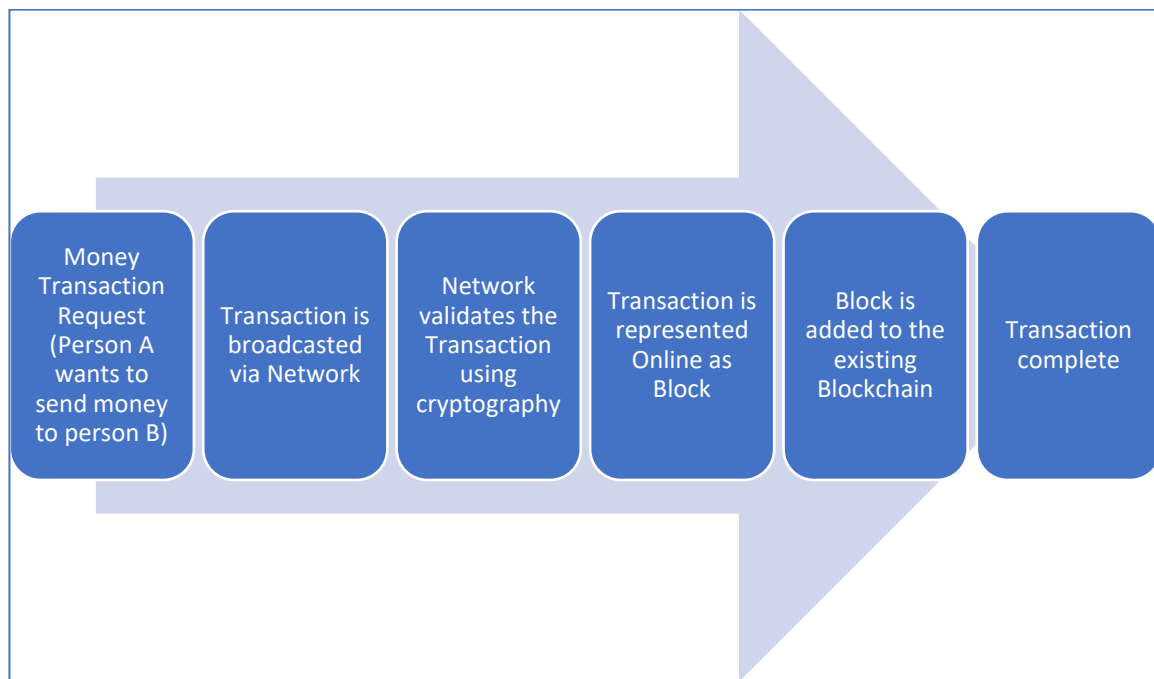 Money
Transaction
Request
(Person A
wants to
send money
to person B)
Transaction is
broadcasted
via Network
Network
validates the
Transaction
using
cryptography
Transaction is
represented
Online as
Block
Block is
added to the
existing
Blockchain
Transaction
complete